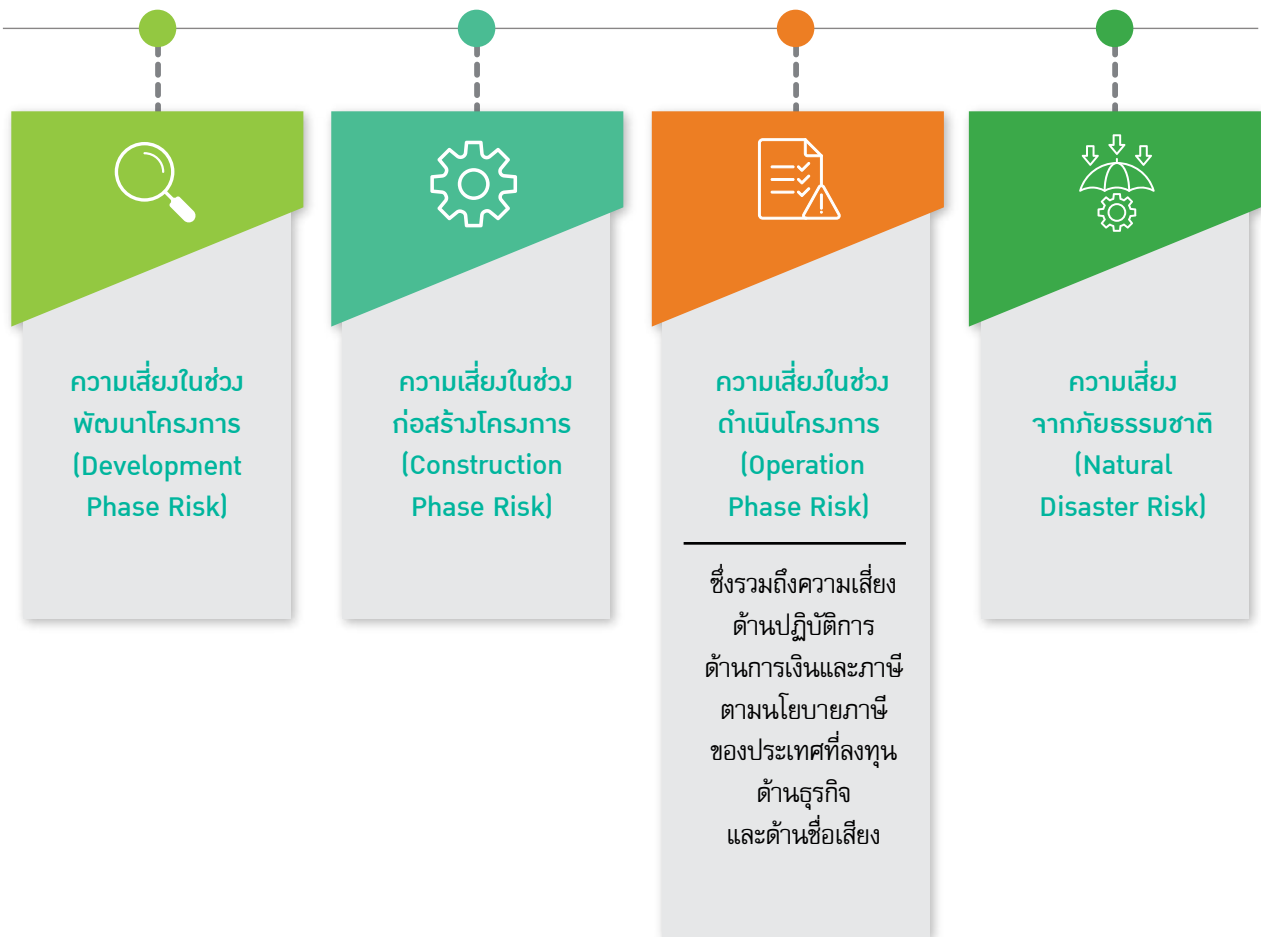 ความเสี่ยงในช่วง
พัฒนาโครงการ
(Development
Phase Risk)
ความเสี่ยงในช่วง
ก่อสร้างโครงการ
(Construction
Phase Risk)
ความเสี่ยงในช่วง
ดำเนินโครงการ
(Operation
Phase Risk)
ซึ่งรวมถึงความเสี่ยง
ด้านปฏิบัติการ
ด้านการเงินและภาษี
ตามนโยบายภาษี
ของประเทศที่ลงทุน
ด้านธุรกิจ
และด้านชื่อเสียง
ความเสี่ยง
จากภัยธรรมชาติ
(Natural
Disaster Risk)